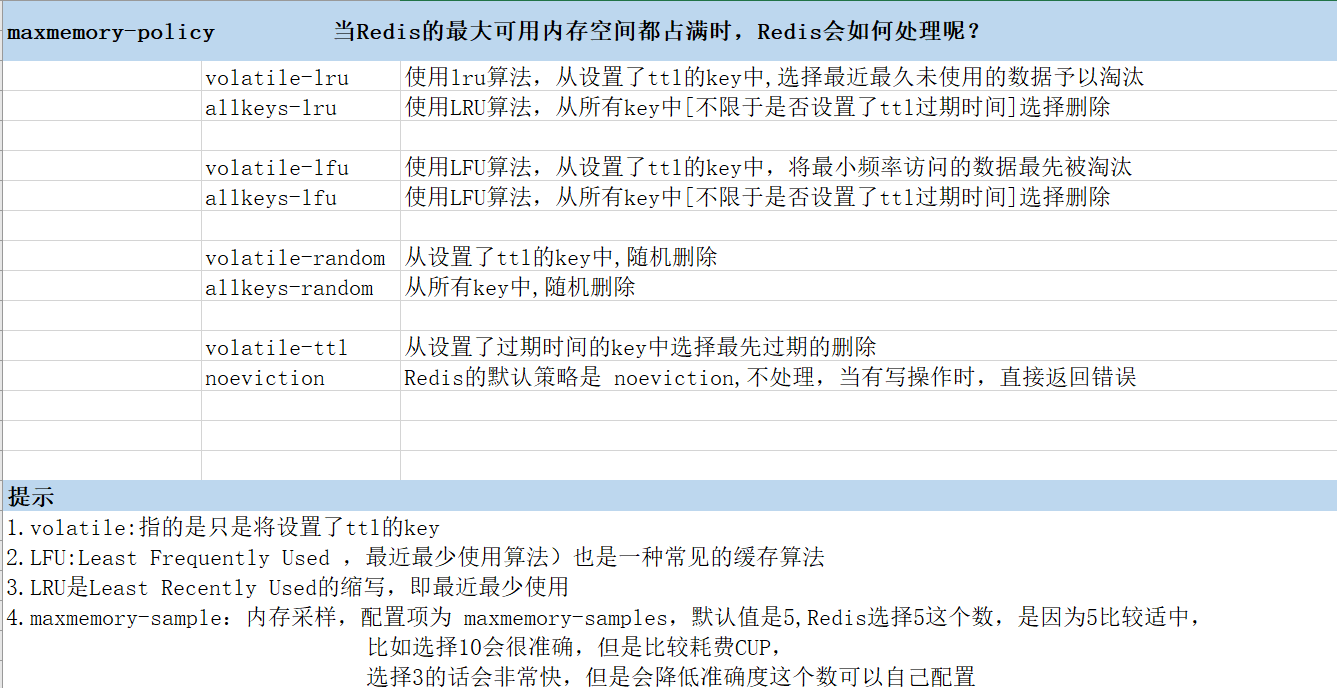 maxmemory-policy 当Redis的最大可用内存空间都占满时，Redis会如何处理呢？
volatile-lru 使用lru算法，从设置了ttl的key中,选择最近最久未使用的数据予以淘汰
allkeys-lru 使用LRU算法，从所有key中[不限于是否设置了ttl过期时间]选择删除
volatile-lfu 使用LFU算法，从设置了ttl的key中，将最小频率访问的数据最先被淘汰
allkeys-lfu 使用LFU算法，从所有key中[不限于是否设置了ttl过期时间]选择删除
volatile-random 从设置了ttl的key中,随机删除
allkeys-random 从所有key中,随机删除
volatile-ttl 从设置了过期时间的key中选择最先过期的删除
noeviction Redis的默认策略是 noeviction,不处理，当有写操作时，直接返回错误
提示
1.volatile:指的是只是将设置了ttl的key
2.LFU:Least Frequently Used ，最近最少使用算法）也是一种常见的缓存算法
3.LRU是Least Recently Used的缩写，即最近最少使用
4.maxmemory-sample：内存采样，配置项为 maxmemory-samples，默认值是5,Redis选择5这个数，是因为5比较适中，
比如选择10会很准确，但是比较耗费CUP，
选择3的话会非常快，但是会降低准确度这个数可以自己配置